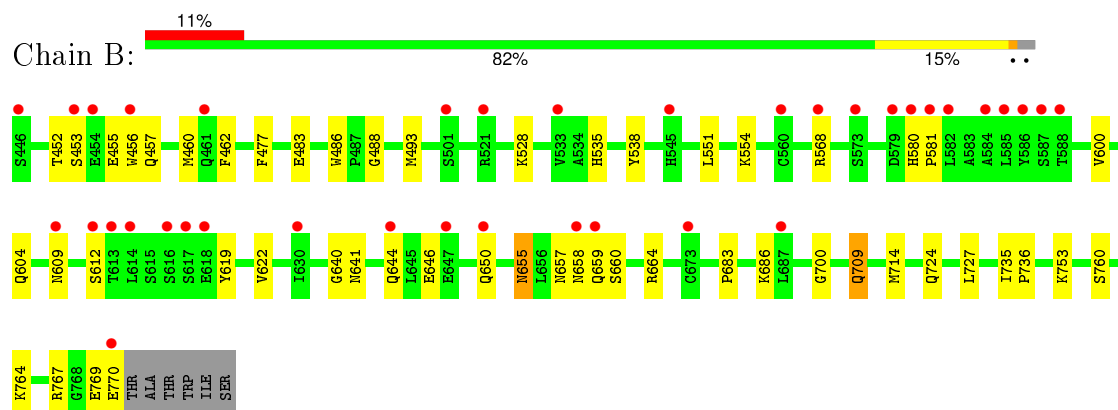 11%
Chain B:
82% 15% • •
S446 T452 S453 E454 E455 W456 Q457 M460 Q461 F462 F477 E483 W486 P487 G488 M493 S501 R521 K528 V533 A534 H535 Y538 H545 L551 K554 C560 R568 S573 D579 H580 P581 L582 A583 A584 L585 Y586 S587 T588 V600
Q604 N609 S612 T613 L614 S615 S616 S617 E618 Y619 V622 I630 G640 N641 Q644 L645 E646 E647 Q650 N655 L656 N657 N658 Q659 S660 R664 C673 P683 K686 L687 G700 Q709 M714 Q724 L727 I735 P736 K753 S760
K764 R767 G768 E769 E770 THR ALA THR TRP ILE SER